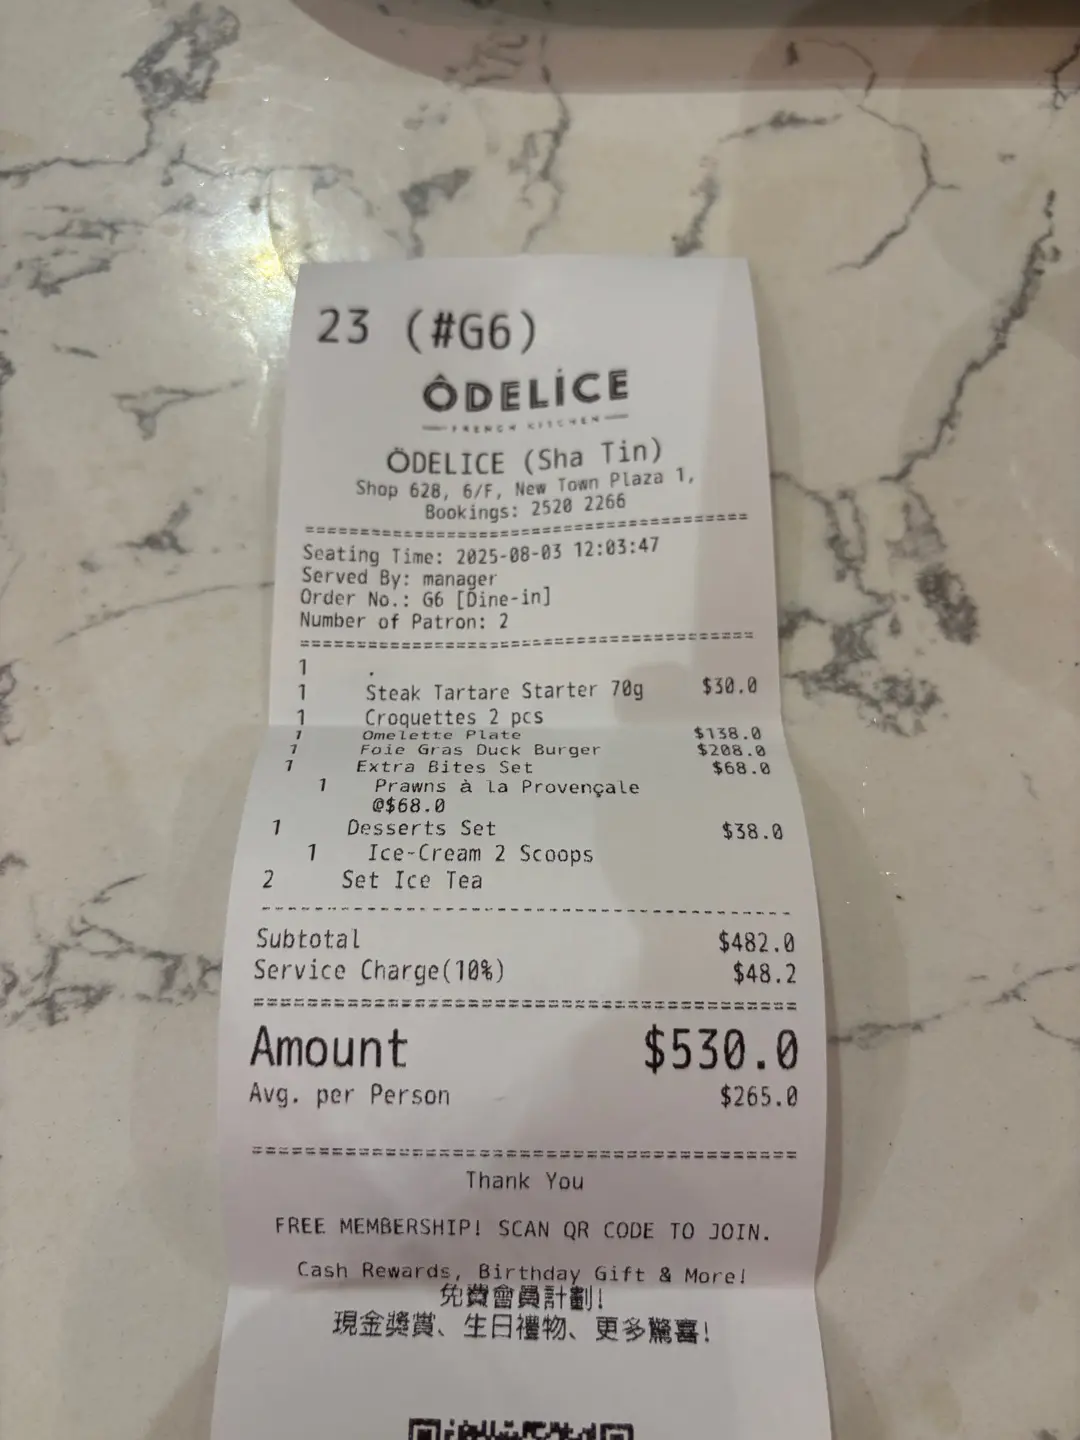 23 (#G6)
ÔDELİCE
FRENCH KITCHEN
ÖDELICE (Sha Tin)
Shop 628, 6/F, New Town Plaza 1,
Bookings: 2520 2266
================================
Seating Time: 2025-08-03 12:03:47
Served By: manager
Order No.: G6 [Dine-in]
Number of Patron: 2
================================
1 .
1 Steak Tartare Starter 70g $30.0
1 Croquettes 2 pcs
1 Omelette Plate $138.0
1 Foie Gras Duck Burger $208.0
1 Extra Bites Set $68.0
1 Prawns à la Provençale
@$68.0
1 Desserts Set $38.0
1 Ice-Cream 2 Scoops
2 Set Ice Tea
--------------------------------
Subtotal $482.0
Service Charge(10%) $48.2
================================
Amount $530.0
Avg. per Person $265.0
================================
Thank You
FREE MEMBERSHIP! SCAN QR CODE TO JOIN.
Cash Rewards, Birthday Gift & More!
免費會員計劃!
現金獎賞、生日禮物、更多驚喜!